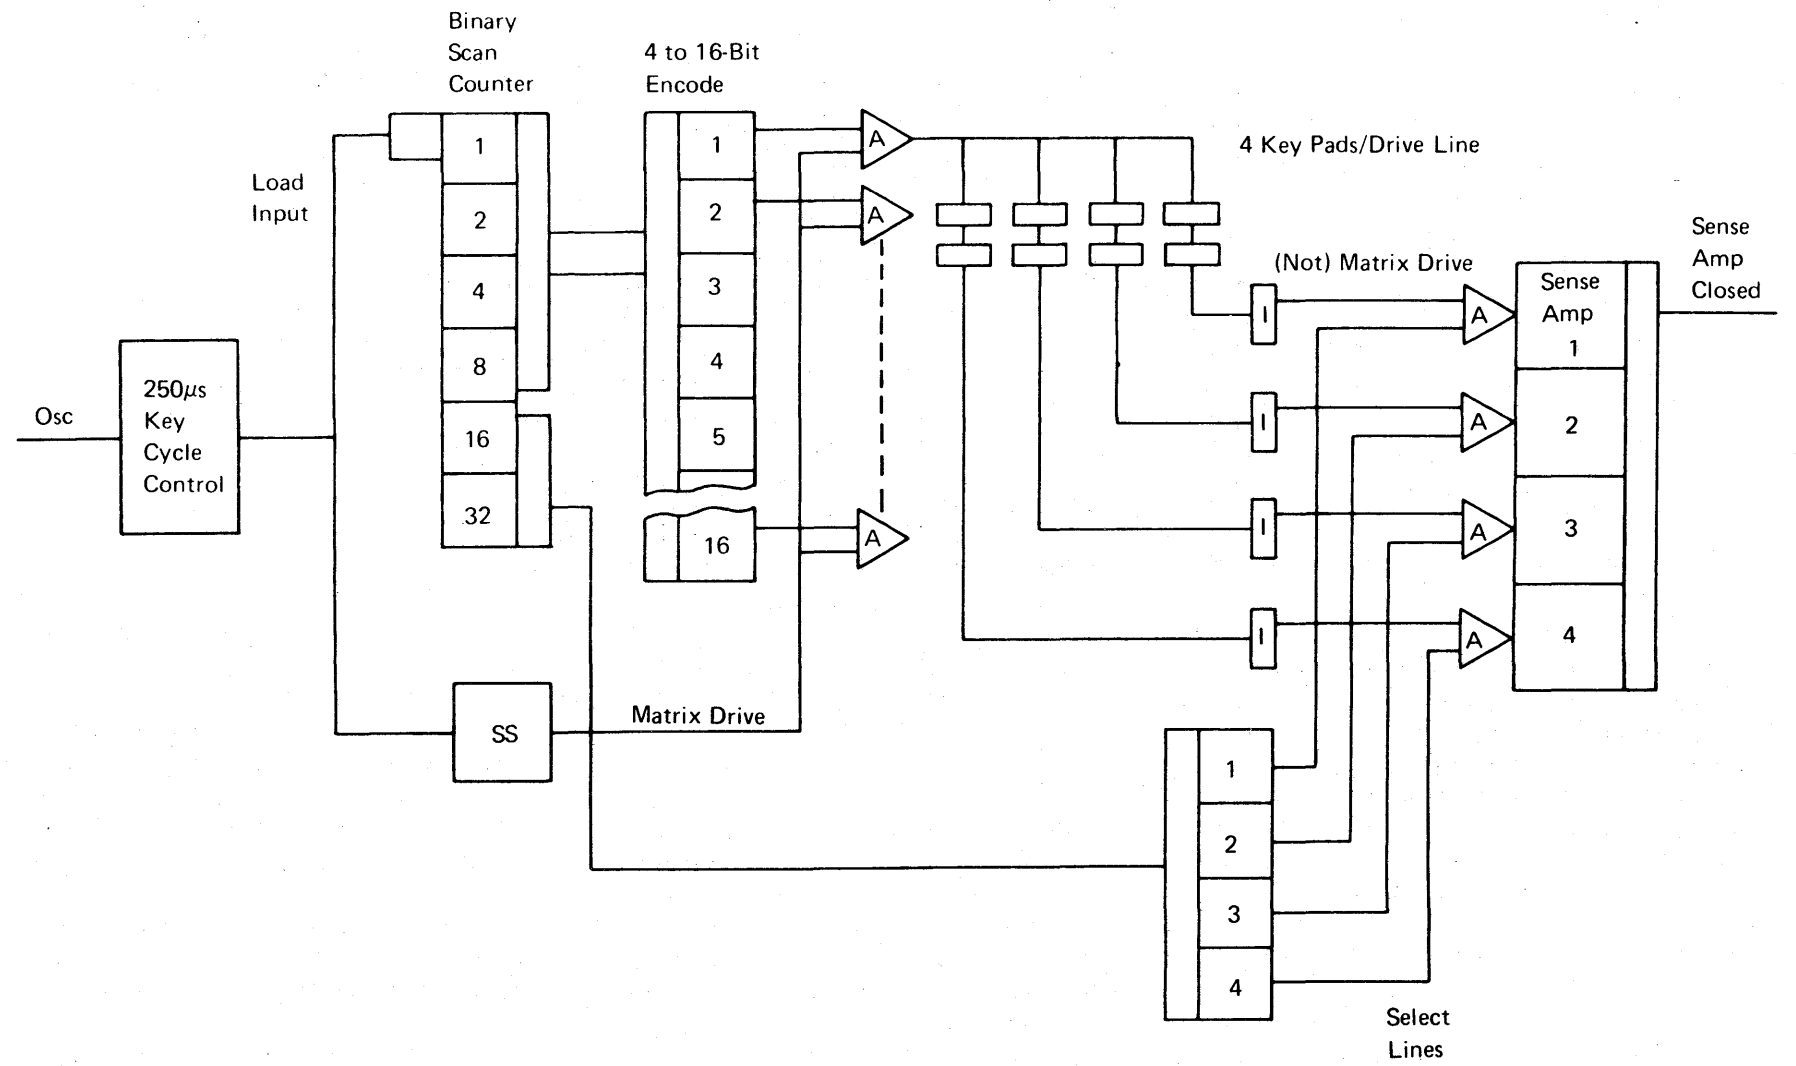 Binary
Scan
Counter
4 to 16-Bit
Encode
Load
Input
Osc
250μs
Key
Cycle
Control
1
2
4
8
16
32
1
2
3
4
5
16
A
A
A
4 Key Pads/Drive Line
(Not) Matrix Drive
I
I
I
I
A
A
A
A
Sense
Amp
1
2
3
4
Sense
Amp
Closed
SS
Matrix Drive
1
2
3
4
Select
Lines